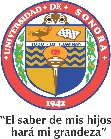 UNIVERSIDAD DE SONORA
1942
"El saber de mis hijos
hará mi grandeza"